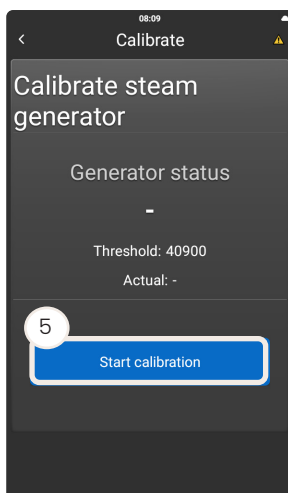 08:09
Calibrate
Calibrate steam
generator
Generator status
-
Threshold: 40900
Actual: -
5
Start calibration